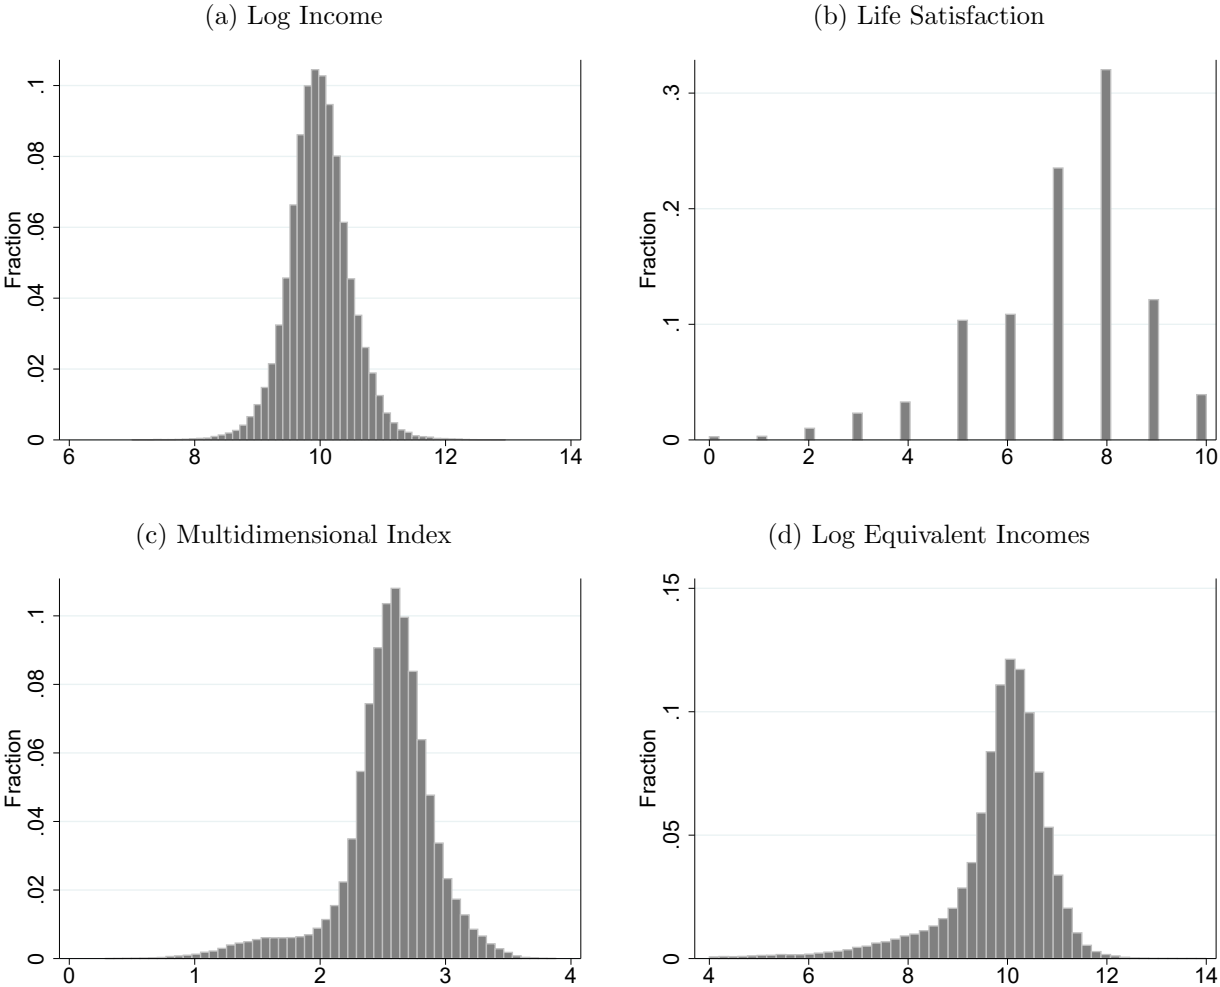 (a) Log Income
Fraction
0 .02 .04 .06 .08 .1
6 8 10 12 14
(b) Life Satisfaction
Fraction
0 .1 .2 .3
0 2 4 6 8 10
(c) Multidimensional Index
Fraction
0 .02 .04 .06 .08 .1
0 1 2 3 4
(d) Log Equivalent Incomes
Fraction
0 .05 .1 .15
4 6 8 10 12 14